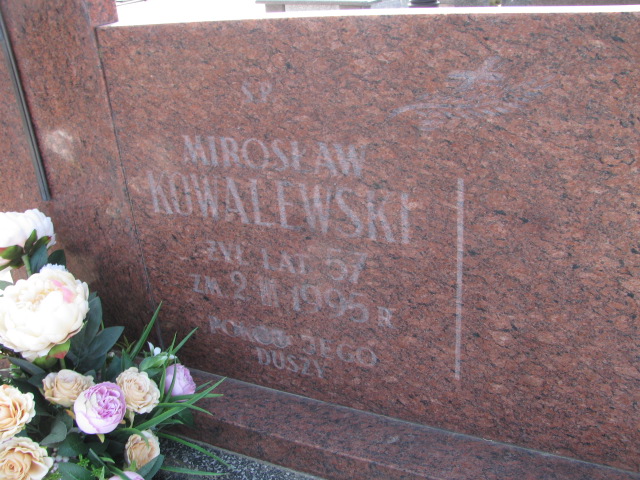 ŚP
MIROSŁAW
KOWALEWSKI
ŻYŁ LAT 57
ZM. 2 III 1995 R
POKÓJ JEGO
DUSZY